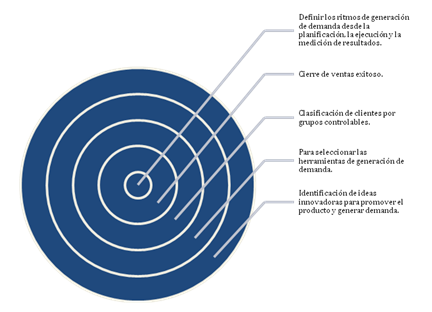 Definir los ritmos de generación
de demanda desde la
planificación, la ejecución y la
medición de resultados.
Cierre de ventas exitoso.
Clasificación de clientes por
grupos controlables.
Para seleccionar las
herramientas de generación de
demanda.
Identificación de ideas
innovadoras para promover el
producto y generar demanda.